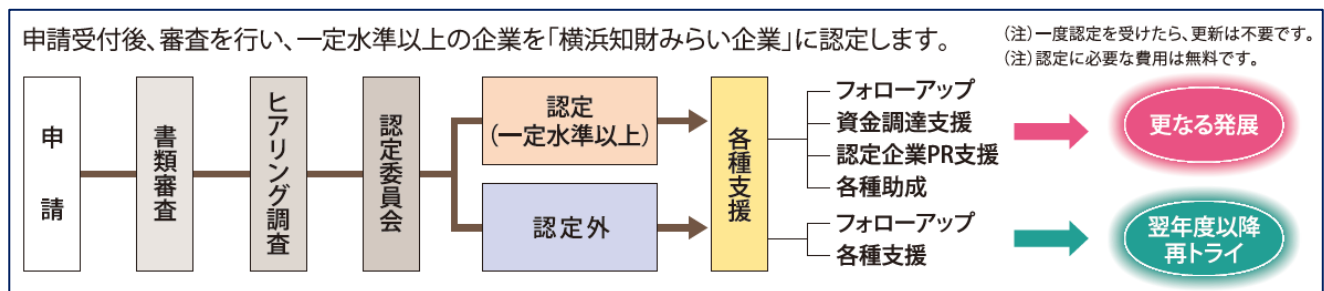 申請受付後、審査を行い、一定水準以上の企業を「横浜知財みらい企業」に認定します。
（注）一度認定を受けたら、更新は不要です。
（注）認定に必要な費用は無料です。
申請
書類審査
ヒアリング調査
認定委員会
認定
（一定水準以上）
認定外
各種支援
フォローアップ
資金調達支援
認定企業PR支援
各種助成
フォローアップ
各種支援
更なる発展
翌年度以降
再トライ